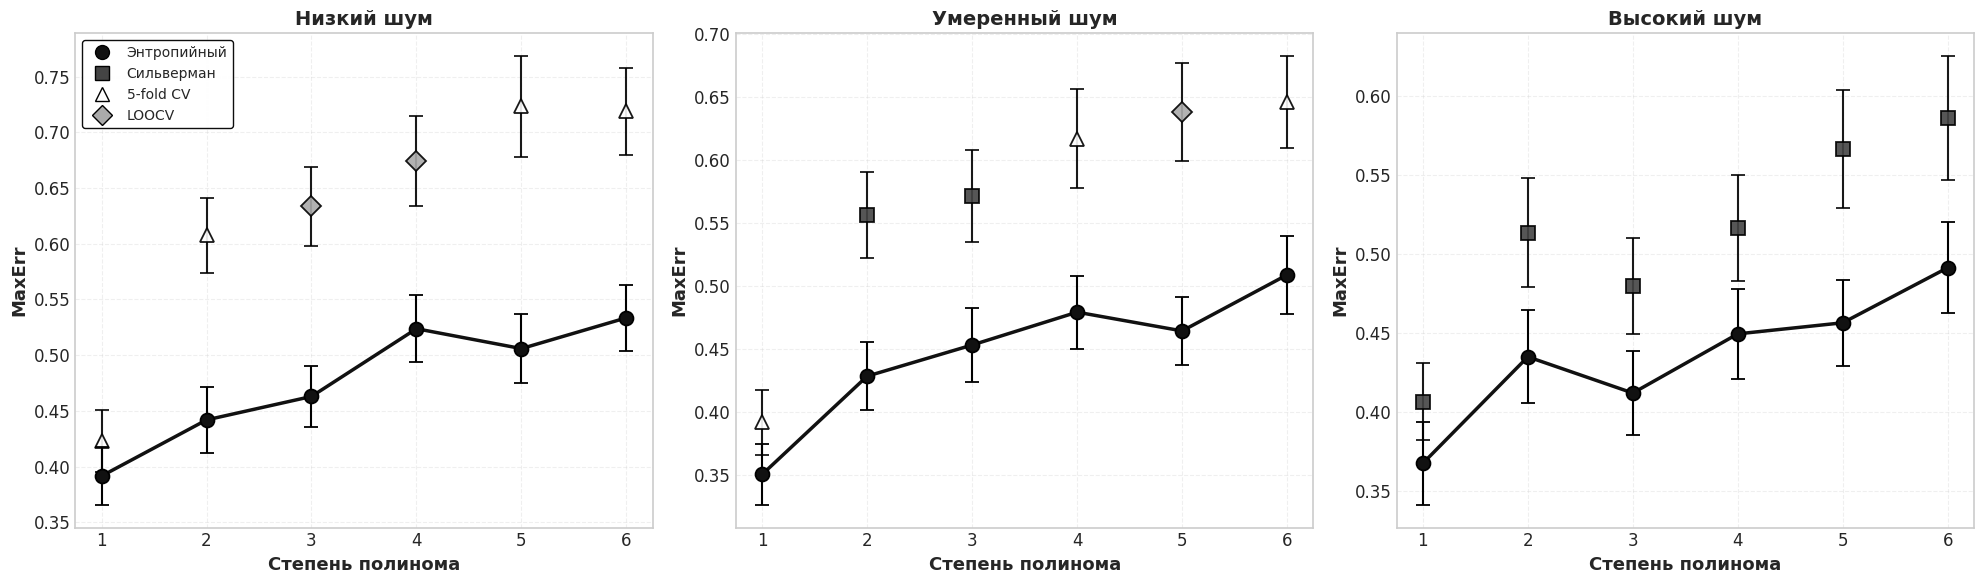 Низкий шум
Энтропийный
Сильверман
5-fold CV
LOOCV
MaxErr
0.75
0.70
0.65
0.60
0.55
0.50
0.45
0.40
0.35
1 2 3 4 5 6
Степень полинома
Умеренный шум
MaxErr
0.70
0.65
0.60
0.55
0.50
0.45
0.40
0.35
1 2 3 4 5 6
Степень полинома
Высокий шум
MaxErr
0.60
0.55
0.50
0.45
0.40
0.35
1 2 3 4 5 6
Степень полинома